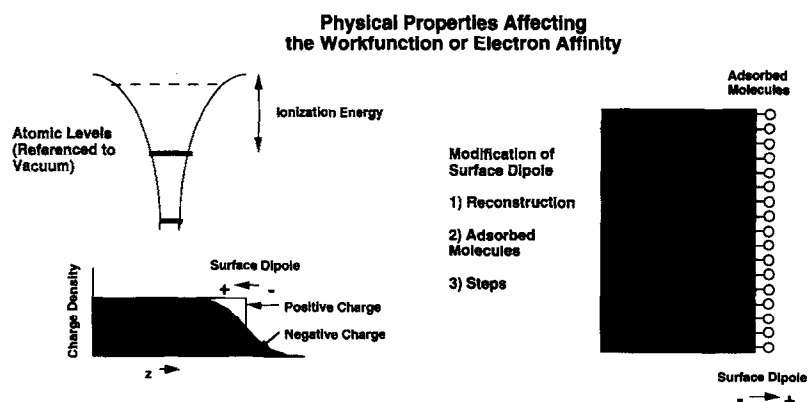 Physical Properties Affecting
the Workfunction or Electron Affinity
Ionization Energy
Atomic Levels
(Referenced to
Vacuum)
Surface Dipole
+ -
Positive Charge
Negative Charge
Charge Density
z
Modification of
Surface Dipole
1) Reconstruction
2) Adsorbed
Molecules
3) Steps
Adsorbed
Molecules
Surface Dipole
- +